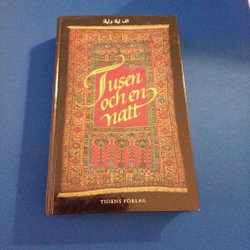 الف ليلة وليلة
Tusen
och en
natt
TIDENS FÖRLAG